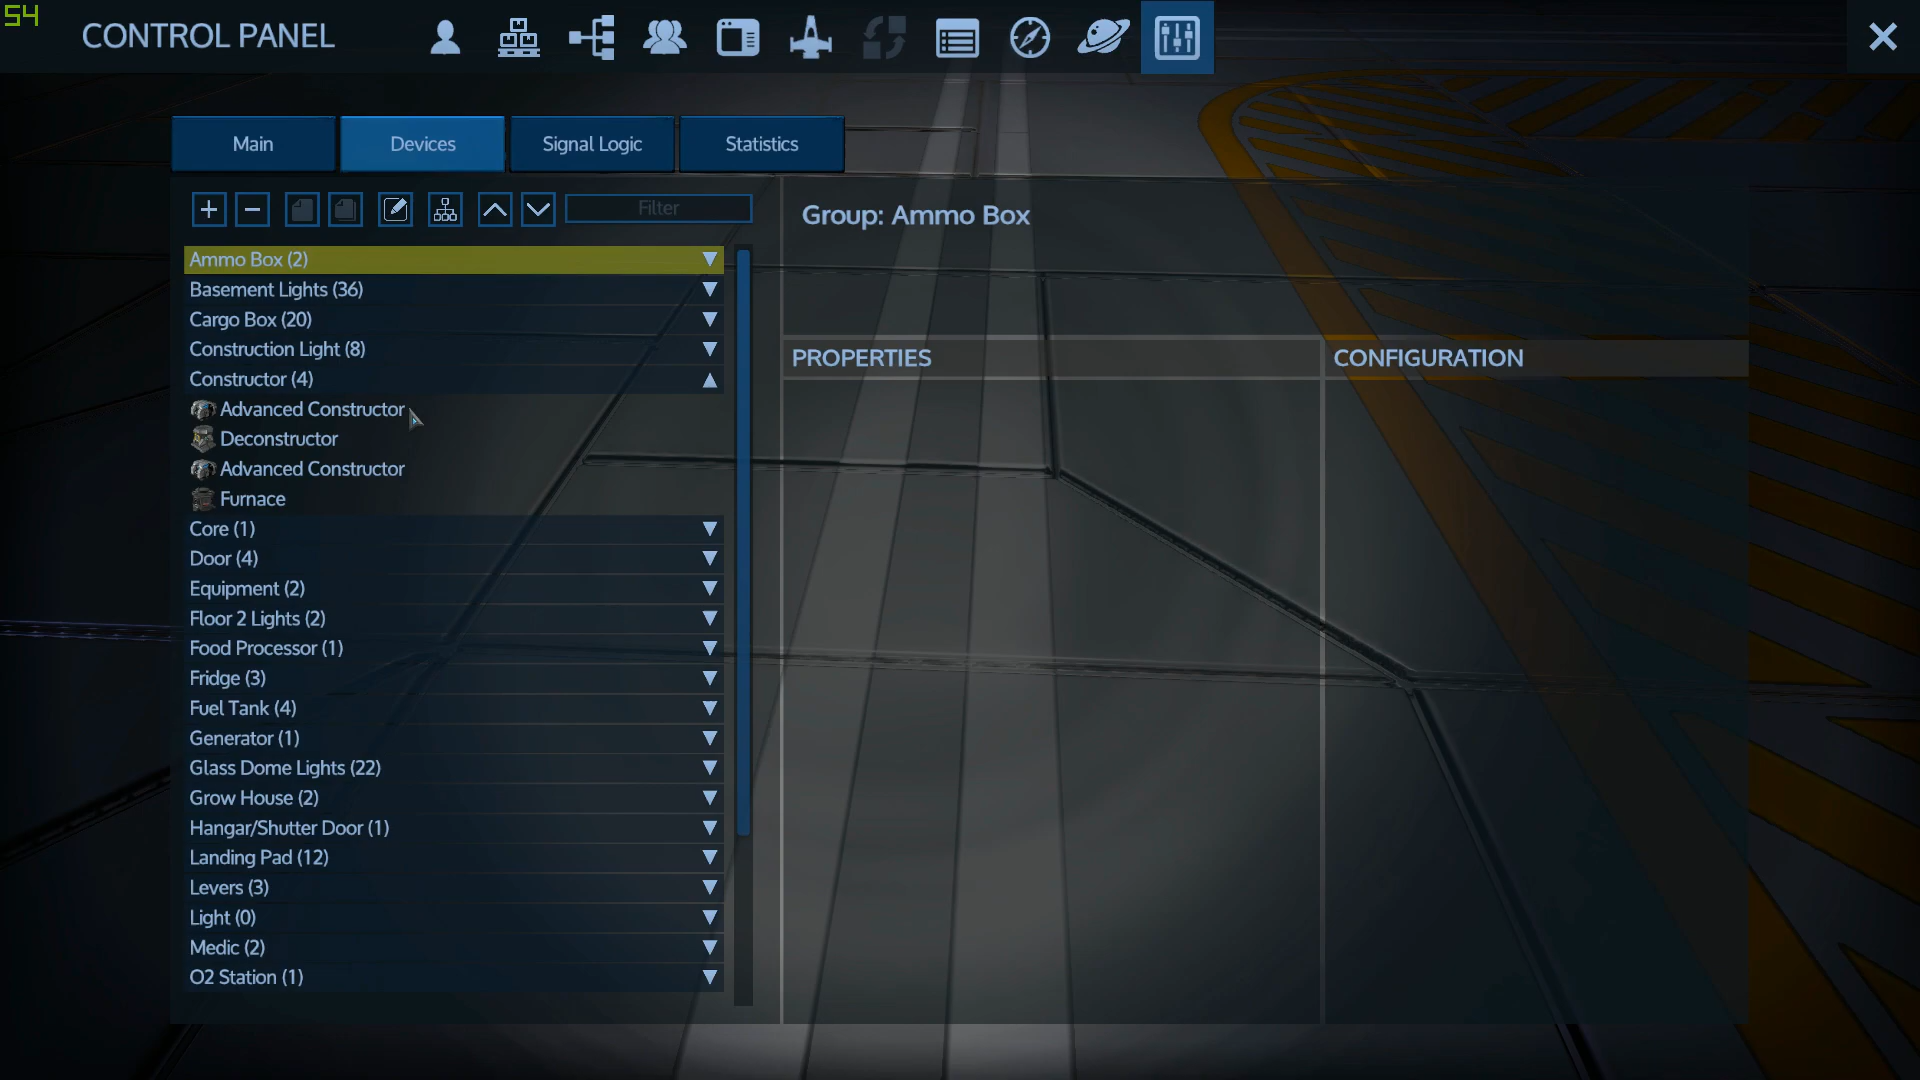 54
CONTROL PANEL
Main
Devices
Signal Logic
Statistics
Filter
Ammo Box (2)
Basement Lights (36)
Cargo Box (20)
Construction Light (8)
Constructor (4)
Advanced Constructor
Deconstructor
Advanced Constructor
Furnace
Core (1)
Door (4)
Equipment (2)
Floor 2 Lights (2)
Food Processor (1)
Fridge (3)
Fuel Tank (4)
Generator (1)
Glass Dome Lights (22)
Grow House (2)
Hangar/Shutter Door (1)
Landing Pad (12)
Levers (3)
Light (0)
Medic (2)
O2 Station (1)
Group: Ammo Box
PROPERTIES
CONFIGURATION